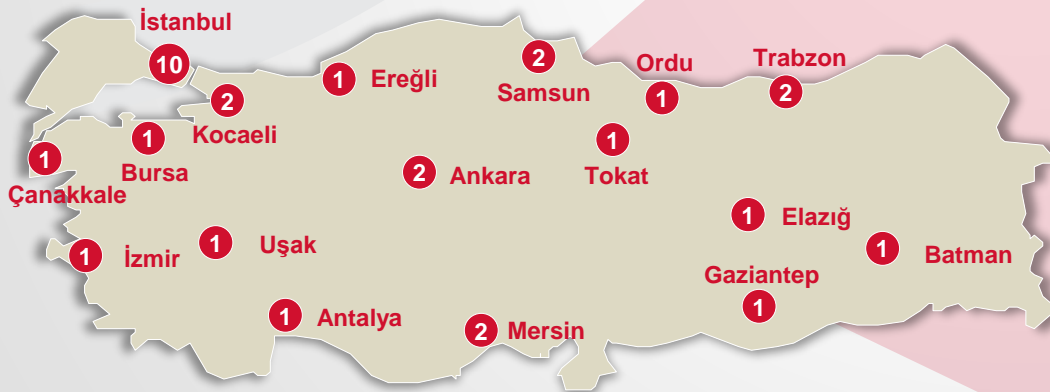 İstanbul
10
2
Kocaeli
1
Ereğli
2
Samsun
Ordu
1
Trabzon
2
1
Çanakkale
1
Bursa
2
Ankara
1
Tokat
1
İzmir
1
Uşak
1
Elazığ
1
Batman
Gaziantep
1
1
Antalya
2
Mersin